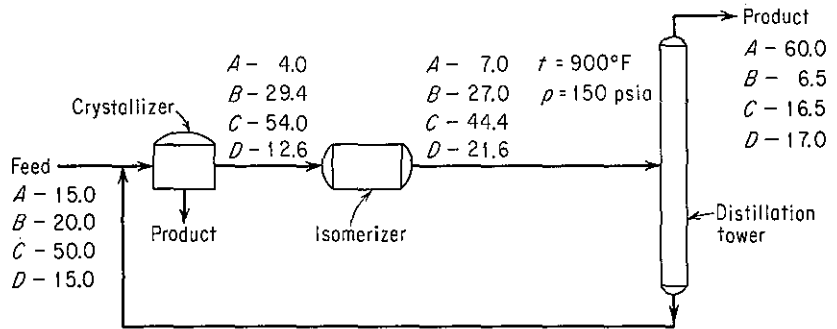 Product
A – 60.0
B – 6.5
C – 16.5
D – 17.0
A – 4.0
B – 29.4
C – 54.0
D – 12.6
A – 7.0
B – 27.0
C – 44.4
D – 21.6
t = 900°F
p = 150 psia
Crystallizer
Feed
A – 15.0
B – 20.0
C – 50.0
D – 15.0
Product
Isomerizer
Distillation
tower